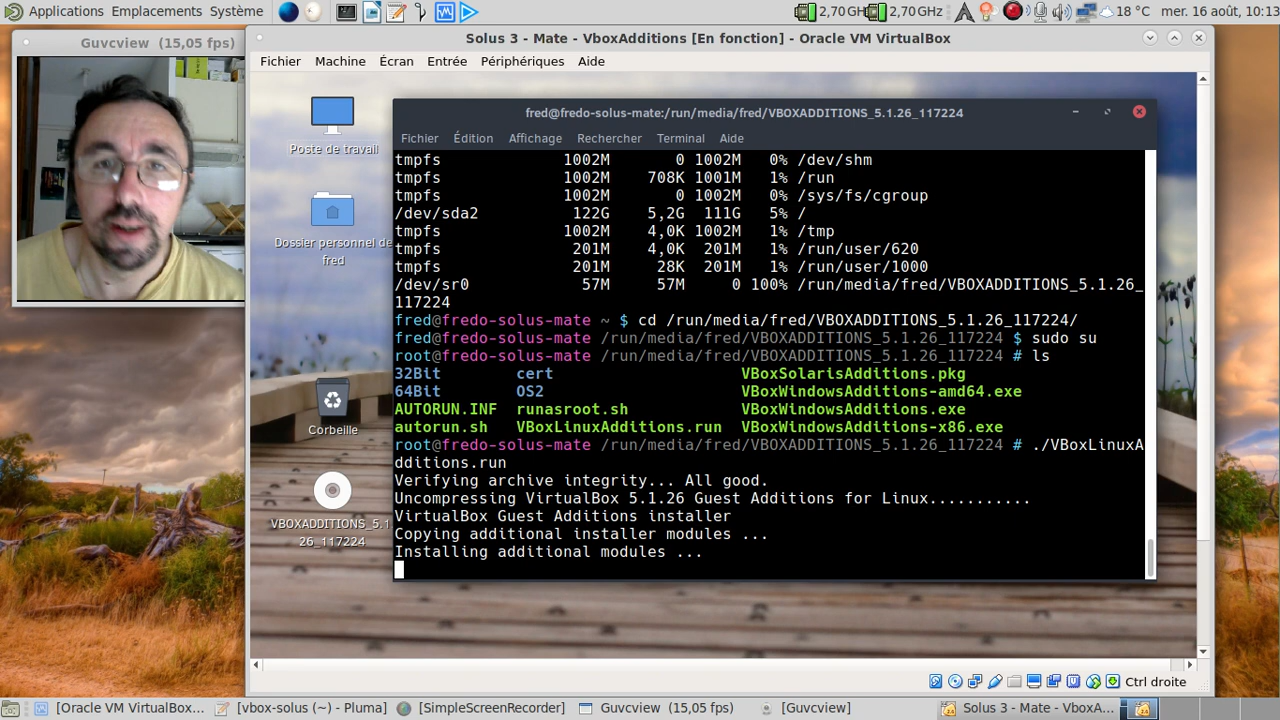 Applications Emplacements Système
2,70 GH 2,70 GHz
18 °C mer. 16 août, 10:13
Guvcview (15,05 fps)
Solus 3 - Mate - VboxAdditions [En fonction] - Oracle VM VirtualBox
Fichier Machine Écran Entrée Périphériques Aide
Poste de travail
Dossier personnel de
fred
Corbeille
VBOXADDITIONS_5.1
26_117224
fred@fredo-solus-mate:/run/media/fred/VBOXADDITIONS_5.1.26_117224
Fichier Édition Affichage Rechercher Terminal Aide
tmpfs 1002M 0 1002M 0% /dev/shm
tmpfs 1002M 708K 1001M 1% /run
tmpfs 1002M 0 1002M 0% /sys/fs/cgroup
/dev/sda2 122G 5,2G 111G 5% /
tmpfs 1002M 4,0K 1002M 1% /tmp
tmpfs 201M 4,0K 201M 1% /run/user/620
tmpfs 201M 28K 201M 1% /run/user/1000
/dev/sr0 57M 57M 0 100% /run/media/fred/VBOXADDITIONS_5.1.26_
117224
fred@fredo-solus-mate ~ $ cd /run/media/fred/VBOXADDITIONS_5.1.26_117224/
fred@fredo-solus-mate /run/media/fred/VBOXADDITIONS_5.1.26_117224 $ sudo su
root@fredo-solus-mate /run/media/fred/VBOXADDITIONS_5.1.26_117224 # ls
32Bit cert VBoxSolarisAdditions.pkg
64Bit OS2 VBoxWindowsAdditions-amd64.exe
AUTORUN.INF runasroot.sh VBoxWindowsAdditions.exe
autorun.sh VBoxLinuxAdditions.run VBoxWindowsAdditions-x86.exe
root@fredo-solus-mate /run/media/fred/VBOXADDITIONS_5.1.26_117224 # ./VBoxLinuxA
dditions.run
Verifying archive integrity... All good.
Uncompressing VirtualBox 5.1.26 Guest Additions for Linux...........
VirtualBox Guest Additions installer
Copying additional installer modules ...
Installing additional modules ...
Ctrl droite
[Oracle VM VirtualBox... [vbox-solus (~) - Pluma] [SimpleScreenRecorder] Guvcview (15,05 fps) [Guvcview] Solus 3 - Mate - VboxA...